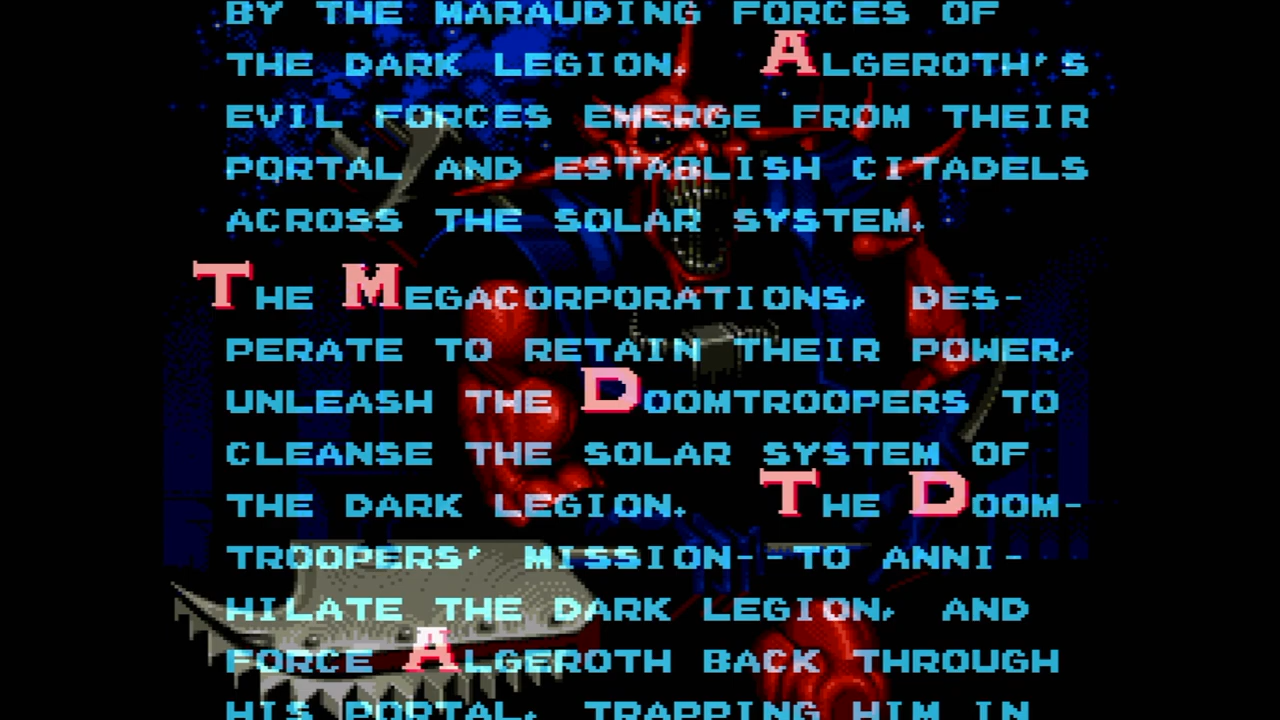 BY THE MARAUDING FORCES OF
THE DARK LEGION. ALGEROTH'S
EVIL FORCES EMERGE FROM THEIR
PORTAL AND ESTABLISH CITADELS
ACROSS THE SOLAR SYSTEM.
THE MEGACORPORATIONS, DES-
PERATE TO RETAIN THEIR POWER,
UNLEASH THE DOOMTROOPERS TO
CLEANSE THE SOLAR SYSTEM OF
THE DARK LEGION. THE DOOM-
TROOPERS' MISSION--TO ANNI-
HILATE THE DARK LEGION, AND
FORCE ALGEROTH BACK THROUGH
HIS PORTAL, TRAPPING HIM IN